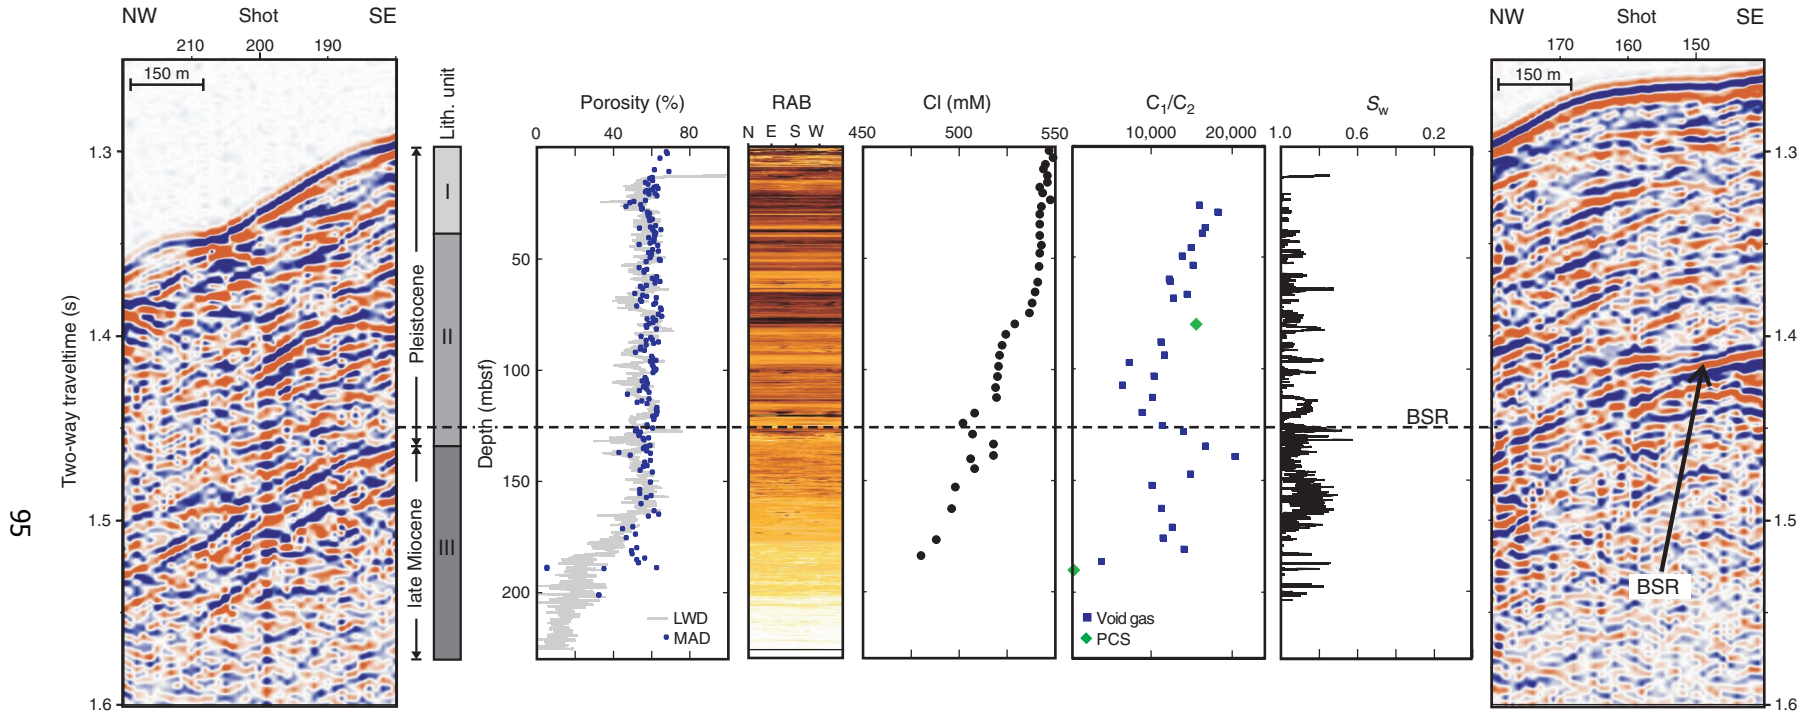 NW Shot SE
210 200 190
150 m
1.3
1.4
1.5
1.6
Two-way traveltime (s)
95
Pleistocene
late Miocene
Lith. unit
I
II
III
Depth (mbsf)
50
100
150
200
Porosity (%)
0 40 80
LWD
MAD
RAB
N E S W
Cl (mM)
450 500 550
C1/C2
10,000 20,000
Void gas
PCS
Sw
1.0 0.6 0.2
BSR
NW Shot SE
170 160 150
150 m
BSR
1.3
1.4
1.5
1.6